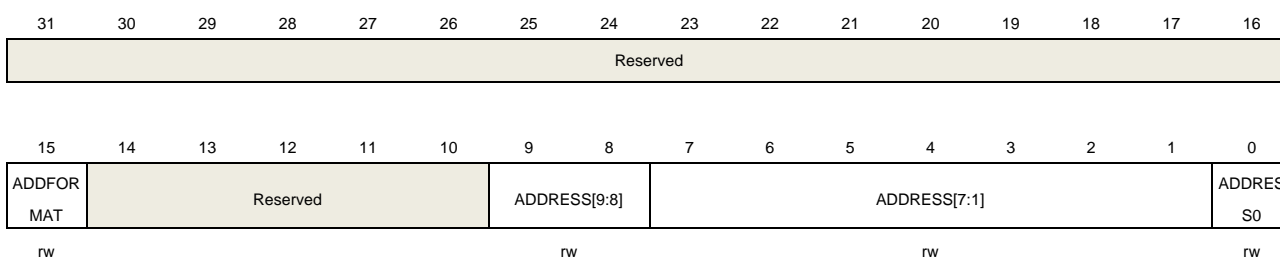 31 30 29 28 27 26 25 24 23 22 21 20 19 18 17 16
Reserved
15 14 13 12 11 10 9 8 7 6 5 4 3 2 1 0
ADDFOR
MAT
Reserved
ADDRESS[9:8]
ADDRESS[7:1]
ADDRES
S0
rw rw rw rw